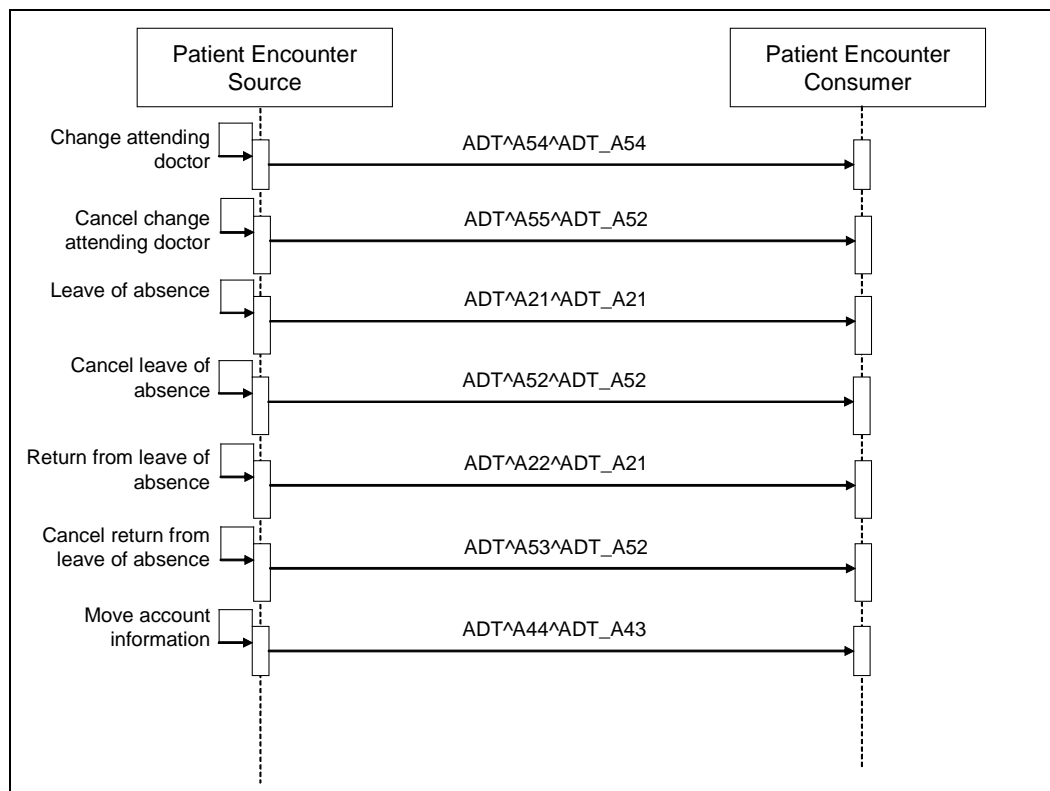 Patient Encounter
Source
Patient Encounter
Consumer
Change attending
doctor
ADT^A54^ADT_A54
Cancel change
attending doctor
ADT^A55^ADT_A52
Leave of absence
ADT^A21^ADT_A21
Cancel leave of
absence
ADT^A52^ADT_A52
Return from leave of
absence
ADT^A22^ADT_A21
Cancel return from
leave of absence
ADT^A53^ADT_A52
Move account
information
ADT^A44^ADT_A43